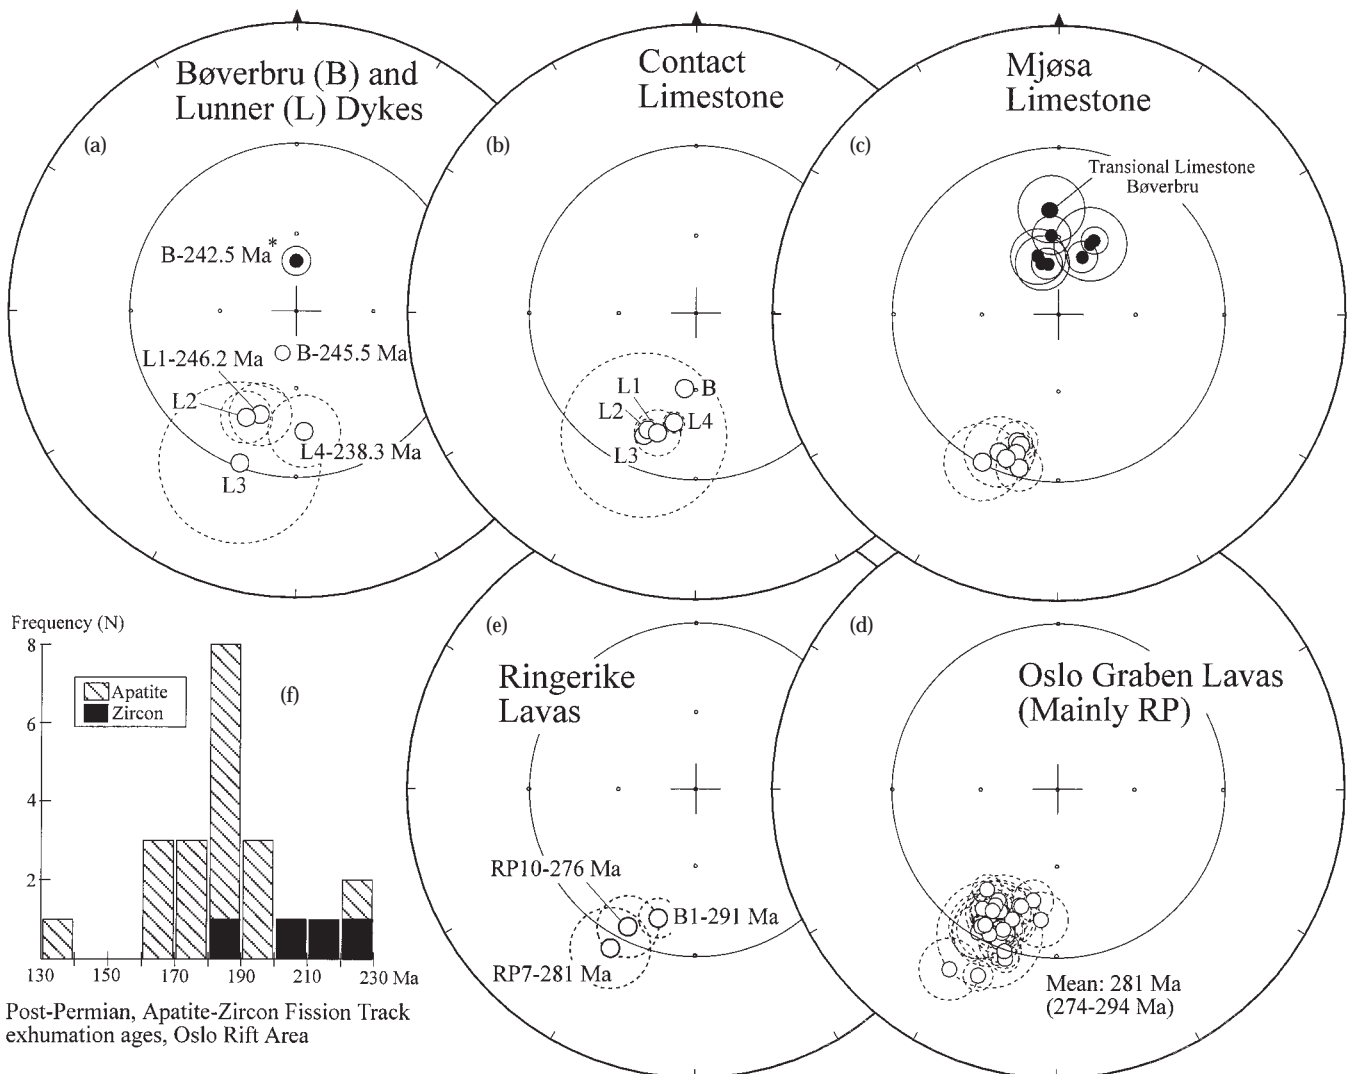 Bøverbru (B) and
Lunner (L) Dykes
(a)
B-242.5 Ma*
L1-246.2 Ma
B-245.5 Ma
L2
L4-238.3 Ma
L3
Contact
Limestone
(b)
B
L1
L2
L4
L3
Mjøsa
Limestone
(c)
Transional Limestone
Bøverbru
(e)
Ringerike
Lavas
RP10-276 Ma
B1-291 Ma
RP7-281 Ma
(d)
Oslo Graben Lavas
(Mainly RP)
Mean: 281 Ma
(274-294 Ma)
Frequency (N)
8
6
4
2
Apatite
Zircon
(f)
130 150 170 190 210 230 Ma
Post-Permian, Apatite-Zircon Fission Track
exhumation ages, Oslo Rift Area